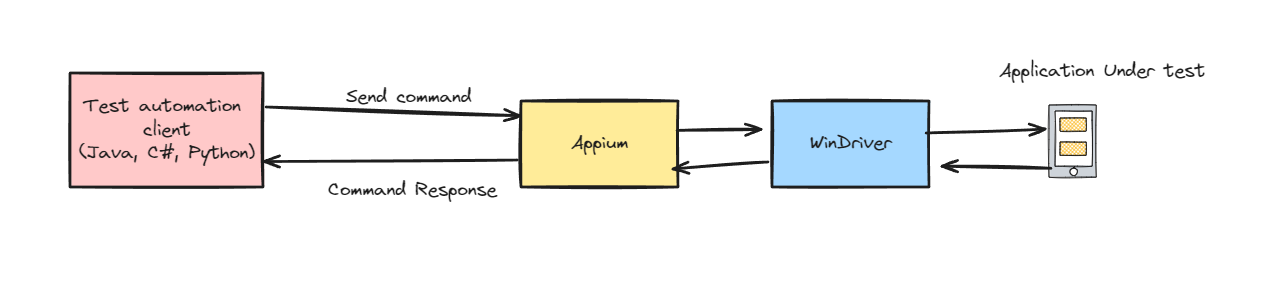 Application Under test
Send command
Test automation
client
(Java, C#, Python)
Appium
WinDriver
Command Response